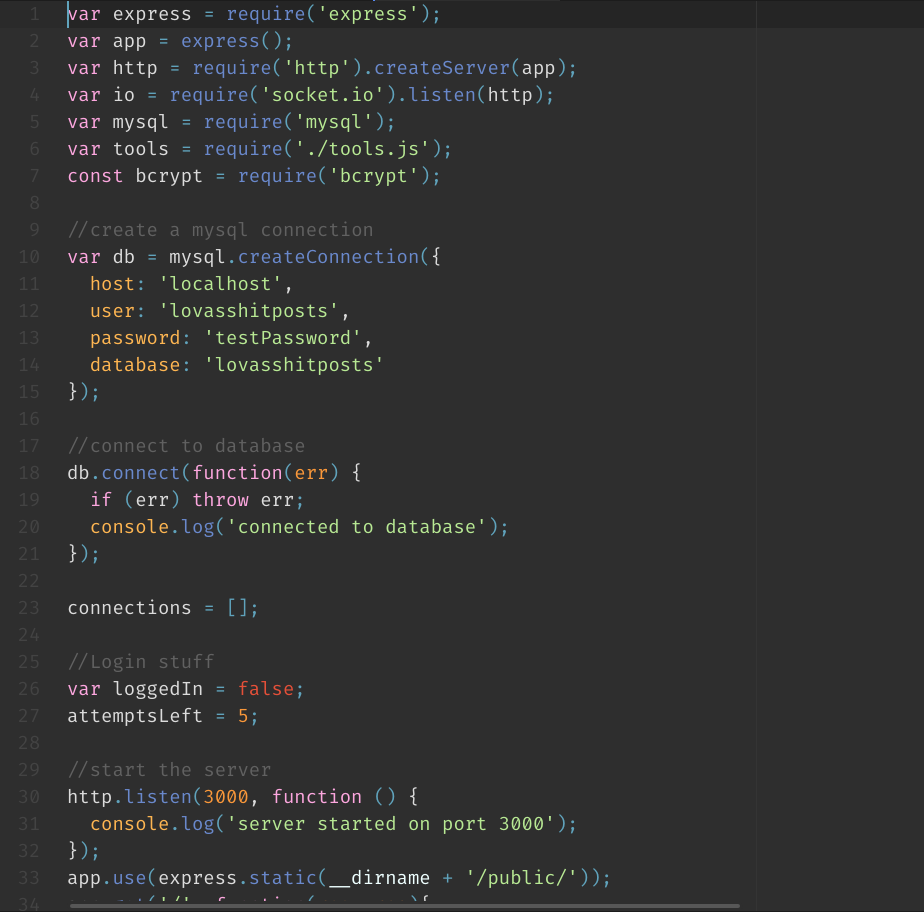 1 var express = require('express');
2 var app = express();
3 var http = require('http').createServer(app);
4 var io = require('socket.io').listen(http);
5 var mysql = require('mysql');
6 var tools = require('./tools.js');
7 const bcrypt = require('bcrypt');
8
9 //create a mysql connection
10 var db = mysql.createConnection({
11   host: 'localhost',
12   user: 'lovasshitposts',
13   password: 'testPassword',
14   database: 'lovasshitposts'
15 });
16
17 //connect to database
18 db.connect(function(err) {
19   if (err) throw err;
20   console.log('connected to database');
21 });
22
23 connections = [];
24
25 //Login stuff
26 var loggedIn = false;
27 attemptsLeft = 5;
28
29 //start the server
30 http.listen(3000, function () {
31   console.log('server started on port 3000');
32 });
33 app.use(express.static(__dirname + '/public/'));
34